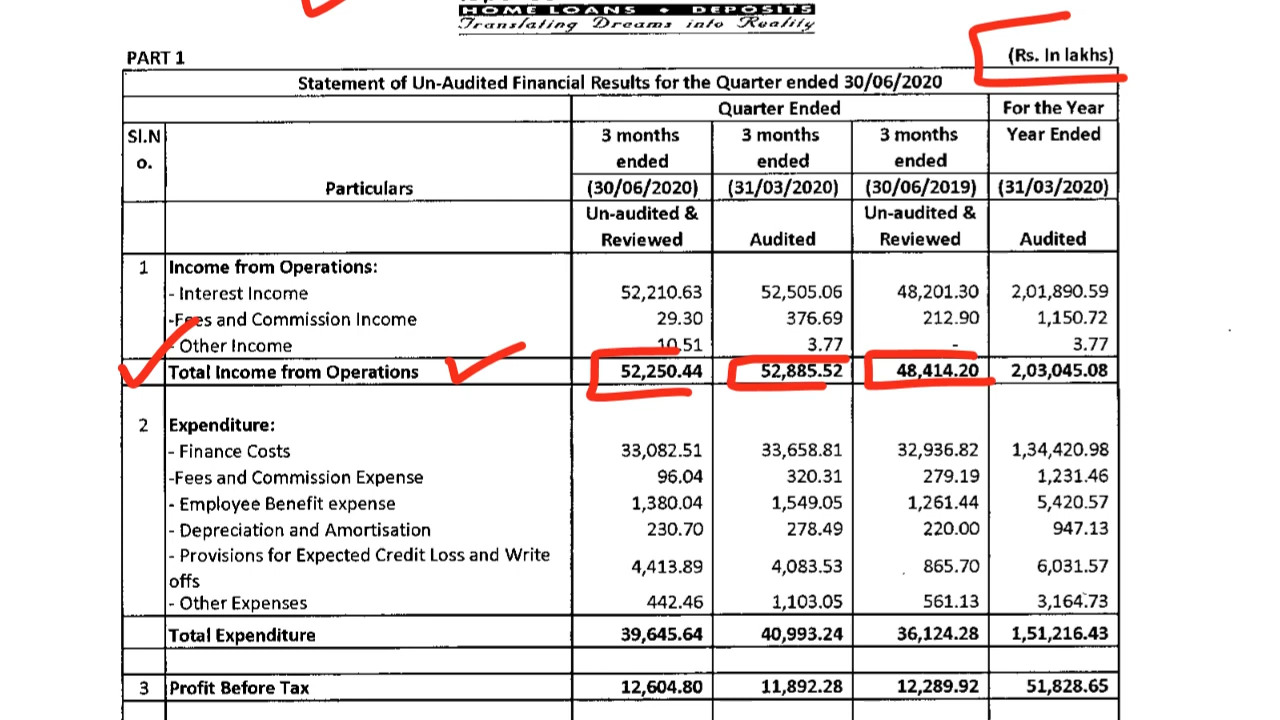 HOME LOANS • DEPOSITS
Translating Dreams into Reality
PART 1 (Rs. In lakhs)
Statement of Un-Audited Financial Results for the Quarter ended 30/06/2020
Quarter Ended For the Year
Sl.N 3 months 3 months 3 months Year Ended
o. ended ended ended
Particulars (30/06/2020) (31/03/2020) (30/06/2019) (31/03/2020)
Un-audited & Un-audited &
Reviewed Audited Reviewed Audited
1 Income from Operations:
- Interest Income 52,210.63 52,505.06 48,201.30 2,01,890.59
-Fees and Commission Income 29.30 376.69 212.90 1,150.72
- Other Income 10.51 3.77 - 3.77
Total Income from Operations 52,250.44 52,885.52 48,414.20 2,03,045.08
2 Expenditure:
- Finance Costs 33,082.51 33,658.81 32,936.82 1,34,420.98
-Fees and Commission Expense 96.04 320.31 279.19 1,231.46
- Employee Benefit expense 1,380.04 1,549.05 1,261.44 5,420.57
- Depreciation and Amortisation 230.70 278.49 220.00 947.13
- Provisions for Expected Credit Loss and Write
offs 4,413.89 4,083.53 865.70 6,031.57
- Other Expenses 442.46 1,103.05 561.13 3,164.73
Total Expenditure 39,645.64 40,993.24 36,124.28 1,51,216.43
3 Profit Before Tax 12,604.80 11,892.28 12,289.92 51,828.65